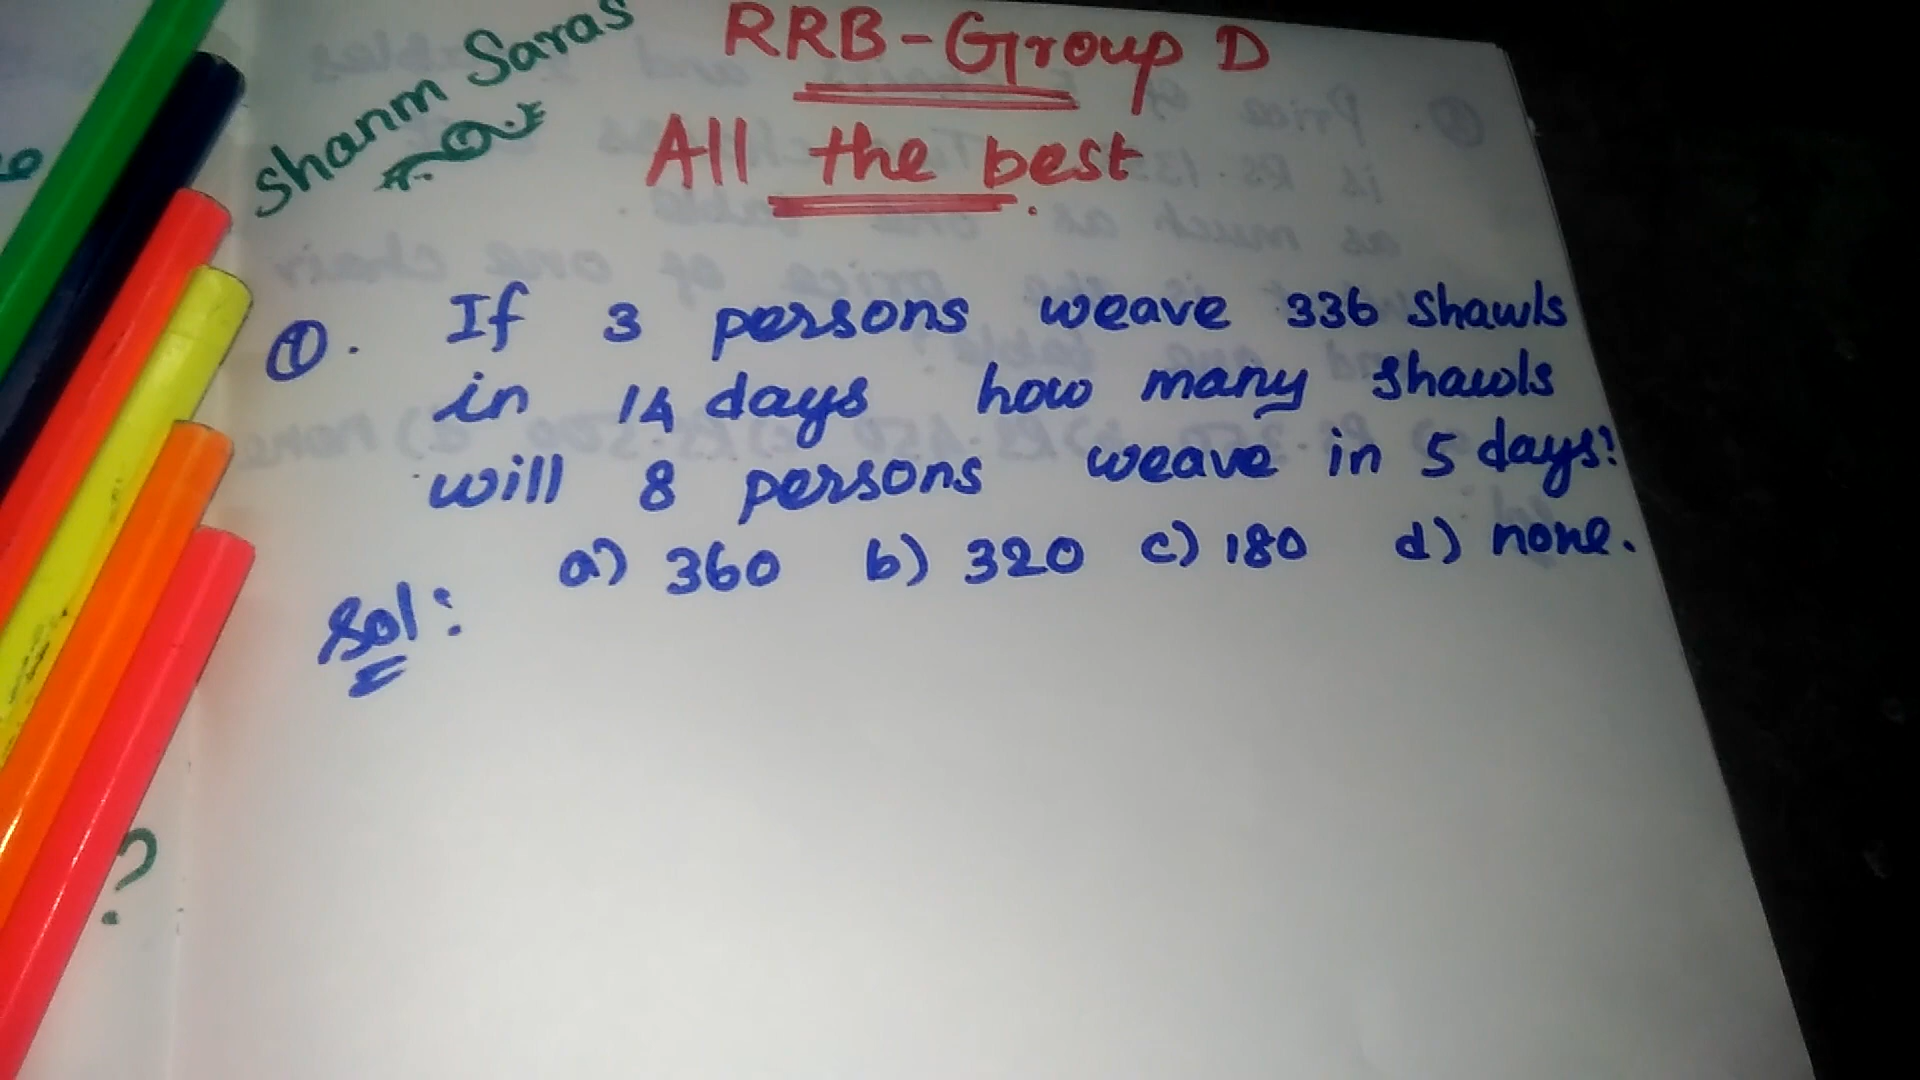 Shanm Saras
RRB-Group D
All the best.
①. If 3 persons weave 336 shawls
in 14 days how many shawls
will 8 persons weave in 5 days?
a) 360 b) 320 c) 180 d) none.
Sol:
?